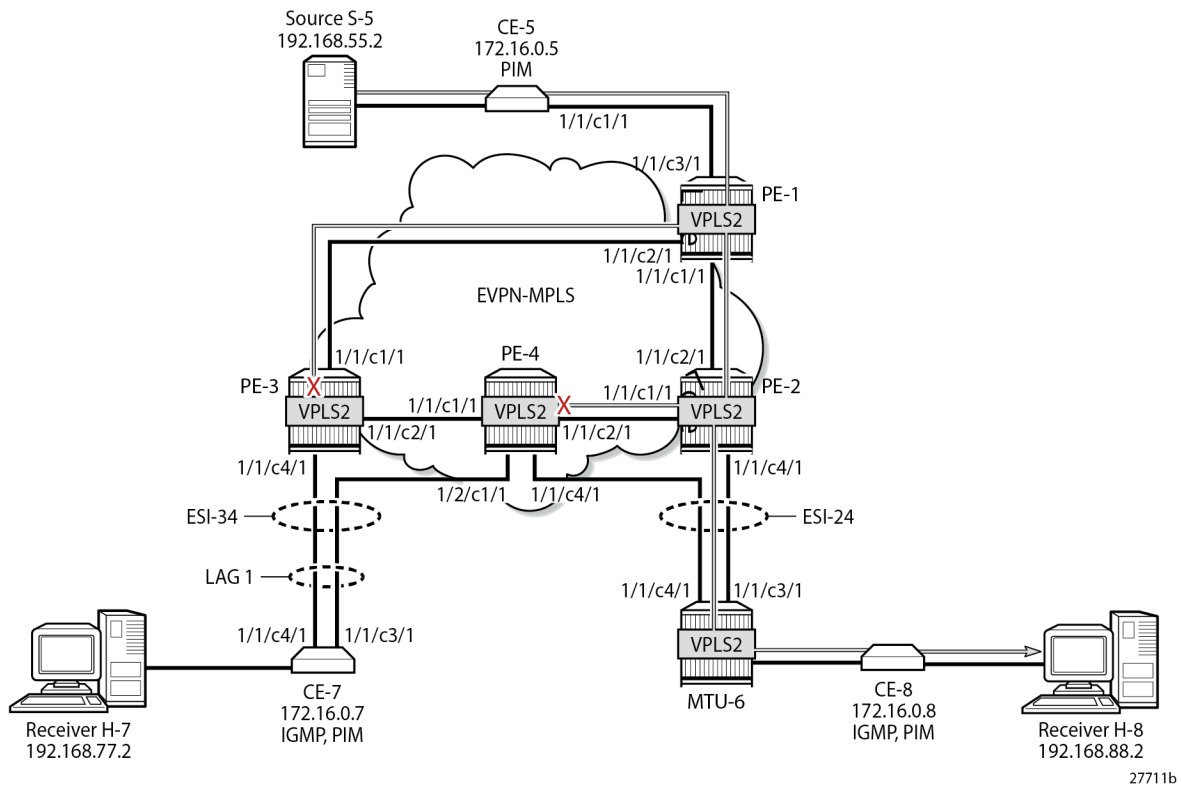 Source S-5
192.168.55.2
CE-5
172.16.0.5
PIM
1/1/c1/1
1/1/c3/1
PE-1
VPLS2
1/1/c2/1
1/1/c1/1
EVPN-MPLS
1/1/c1/1
PE-4
1/1/c2/1
PE-3
X
VPLS2
1/1/c2/1
1/1/c1/1
VPLS2
X
1/1/c2/1
1/1/c1/1
VPLS2
PE-2
1/1/c4/1
1/2/c1/1
1/1/c4/1
1/1/c4/1
ESI-34
ESI-24
LAG 1
1/1/c4/1
1/1/c3/1
1/1/c4/1
1/1/c3/1
VPLS2
MTU-6
CE-7
172.16.0.7
IGMP, PIM
CE-8
172.16.0.8
IGMP, PIM
Receiver H-7
192.168.77.2
Receiver H-8
192.168.88.2
27711b